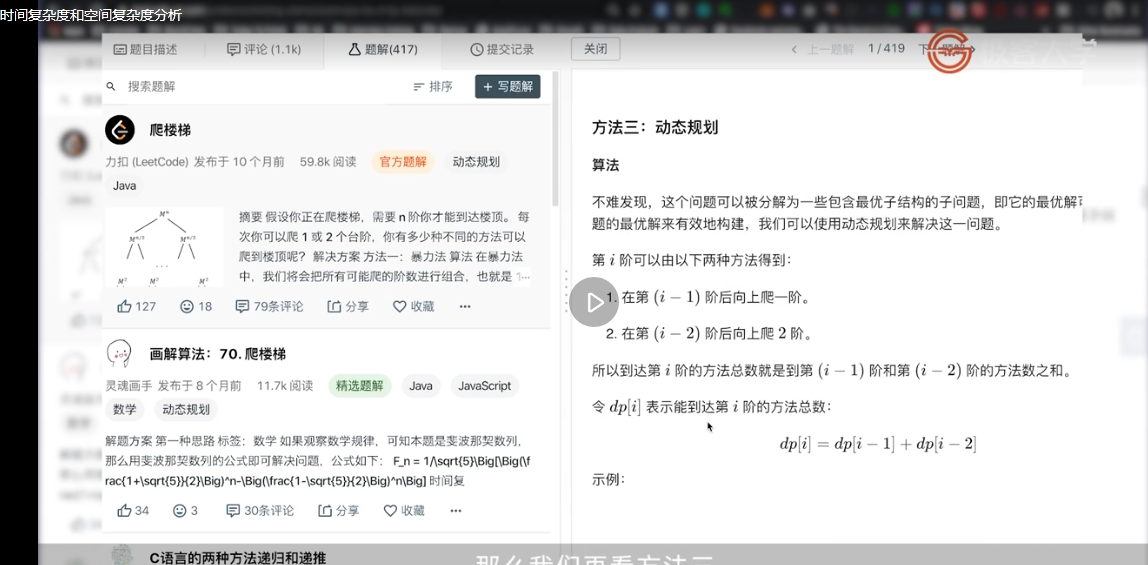 时间复杂度和空间复杂度分析
题目描述
评论 (1.1k)
题解(417)
提交记录
关闭
上一题解
1/419
下
搜索题解
排序
+ 写题解
爬楼梯
力扣 (LeetCode) 发布于 10 个月前 59.8k 阅读 官方题解 动态规划
Java
摘要 假设你正在爬楼梯，需要 n 阶你才能到达楼顶。 每
次你可以爬 1 或 2 个台阶，你有多少种不同的方法可以
爬到楼顶呢？ 解决方案 方法一：暴力法 算法 在暴力法
中，我们将会把所有可能爬的阶数进行组合，也就是 1...
127 18 79条评论 分享 收藏 ...
画解算法：70. 爬楼梯
灵魂画手 发布于 8 个月前 11.7k 阅读 精选题解 Java JavaScript
数学 动态规划
解题方案 第一种思路 标签：数学 如果观察数学规律，可知本题是斐波那契数列，
那么用斐波那契数列的公式即可解决问题，公式如下： F_n = 1/\sqrt{5}\Big[\Big(\f
rac{1+\sqrt{5}}{2}\Big)^n-\Big(\frac{1-\sqrt{5}}{2}\Big)^n\Big] 时间复
34 3 30条评论 分享 收藏 ...
C语言的两种方法递归和递推
方法三：动态规划
算法
不难发现，这个问题可以被分解为一些包含最优子结构的子问题，即它的最优解可
题的最优解来有效地构建，我们可以使用动态规划来解决这一问题。
第 i 阶可以由以下两种方法得到：
1. 在第 (i − 1) 阶后向上爬一阶。
2. 在第 (i − 2) 阶后向上爬 2 阶。
所以到达第 i 阶的方法总数就是到第 (i − 1) 阶和第 (i − 2) 阶的方法数之和。
令 dp[i] 表示能到达第 i 阶的方法总数：
dp[i] = dp[i − 1] + dp[i − 2]
示例：
那么我们再看方法三